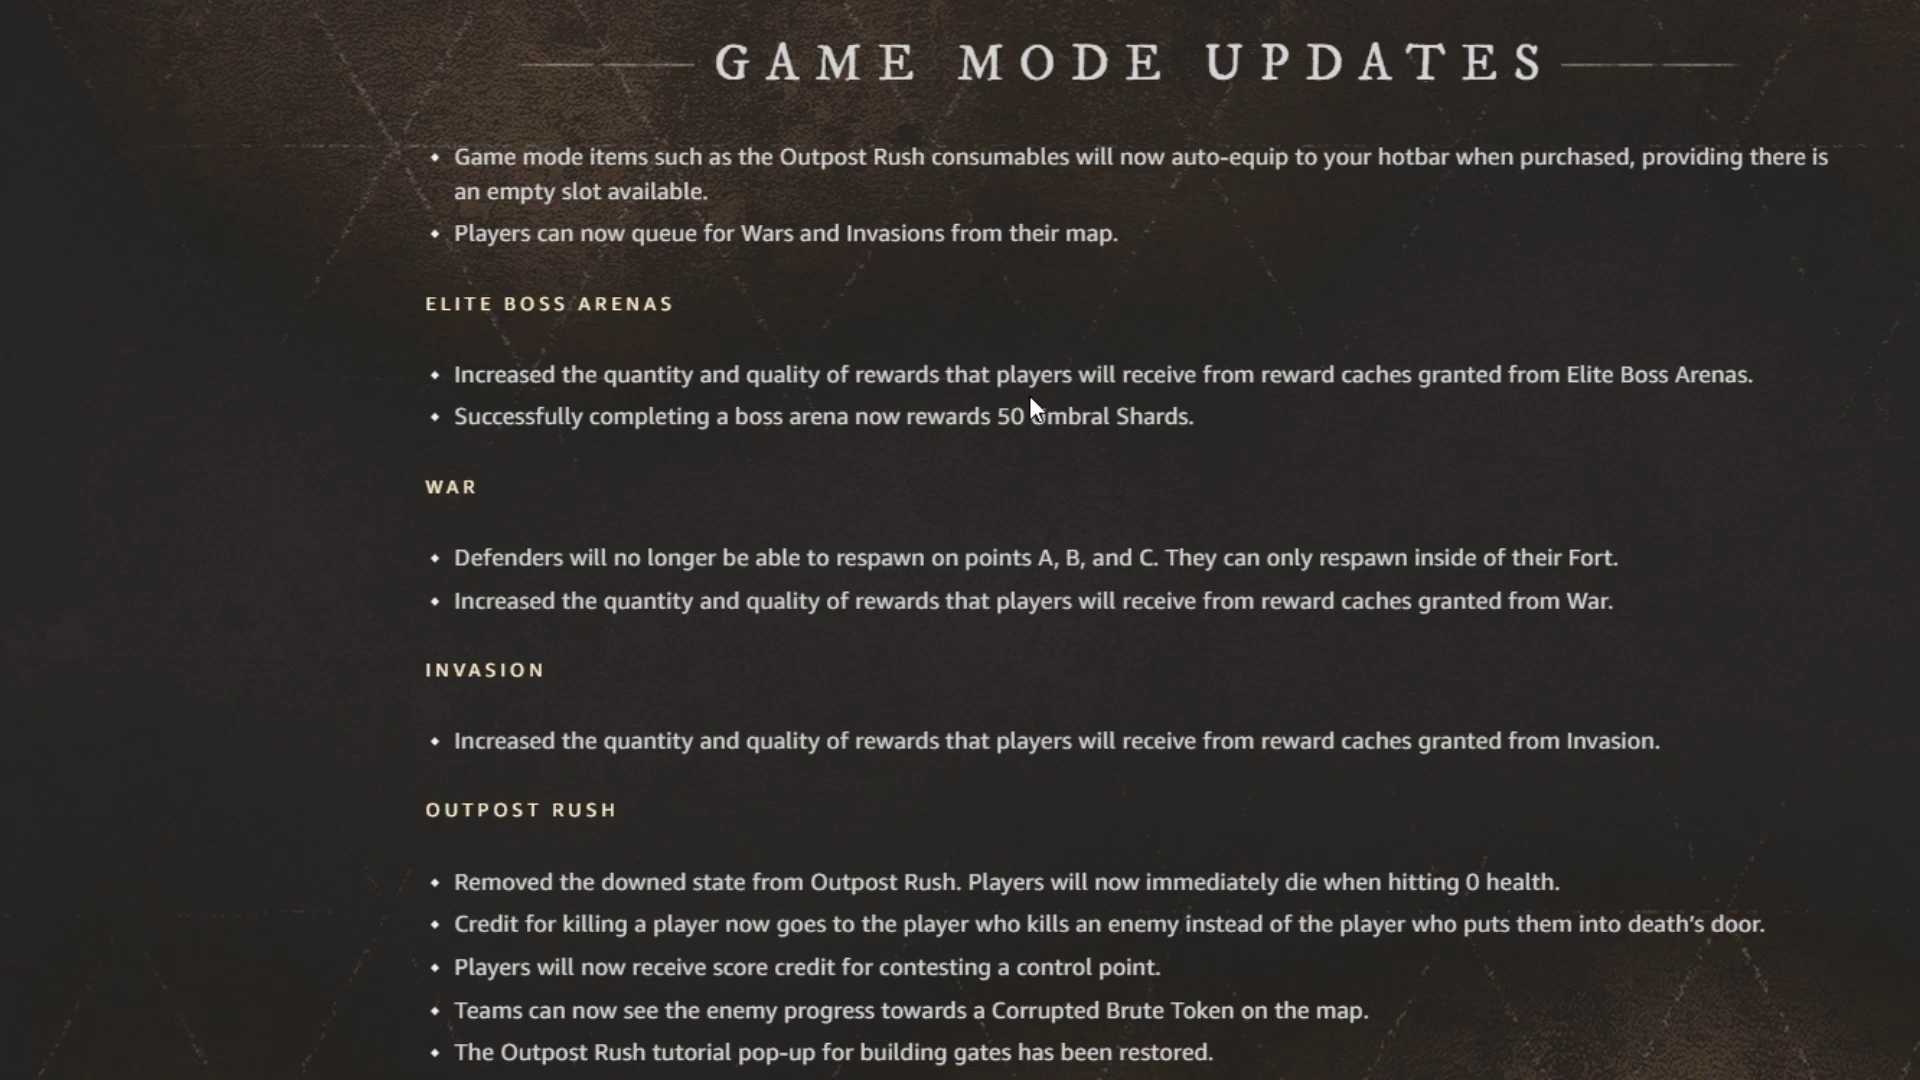 GAME MODE UPDATES
Game mode items such as the Outpost Rush consumables will now auto-equip to your hotbar when purchased, providing there is
an empty slot available.
Players can now queue for Wars and Invasions from their map.
ELITE BOSS ARENAS
Increased the quantity and quality of rewards that players will receive from reward caches granted from Elite Boss Arenas.
Successfully completing a boss arena now rewards 50 Umbral Shards.
WAR
Defenders will no longer be able to respawn on points A, B, and C. They can only respawn inside of their Fort.
Increased the quantity and quality of rewards that players will receive from reward caches granted from War.
INVASION
Increased the quantity and quality of rewards that players will receive from reward caches granted from Invasion.
OUTPOST RUSH
Removed the downed state from Outpost Rush. Players will now immediately die when hitting 0 health.
Credit for killing a player now goes to the player who kills an enemy instead of the player who puts them into death's door.
Players will now receive score credit for contesting a control point.
Teams can now see the enemy progress towards a Corrupted Brute Token on the map.
The Outpost Rush tutorial pop-up for building gates has been restored.